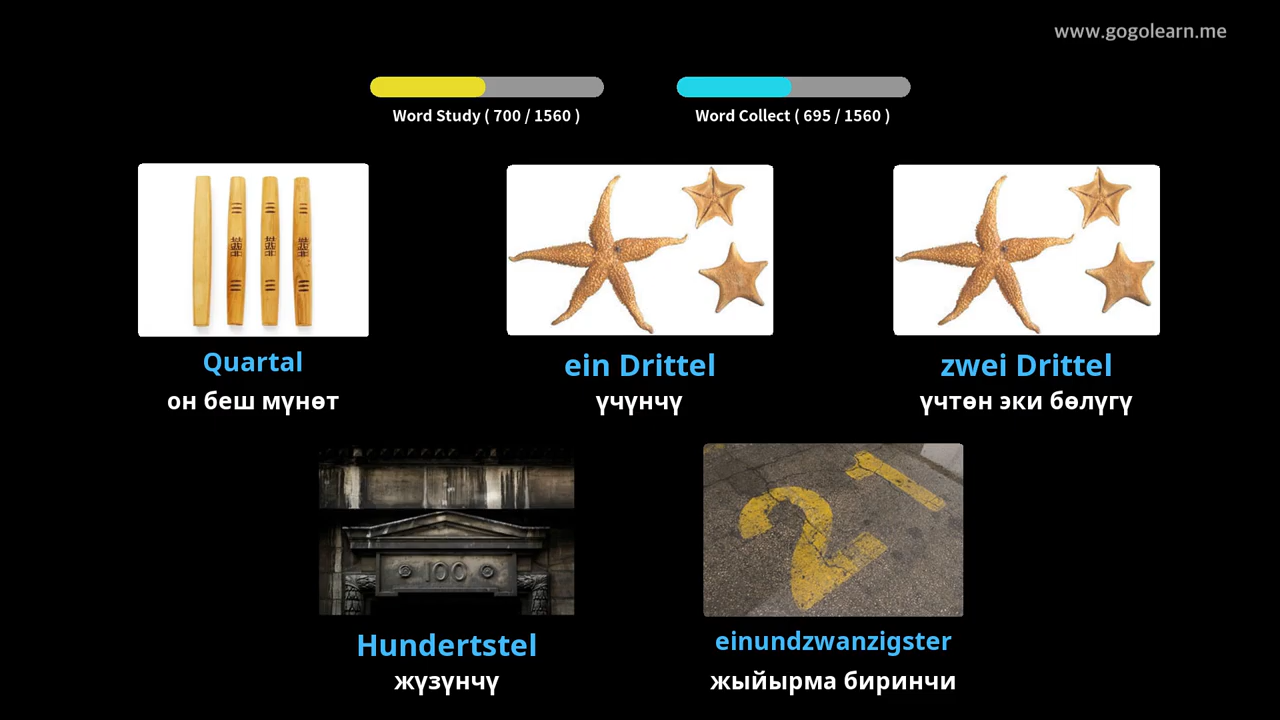 www.gogolearn.me
Word Study ( 700 / 1560 )
Word Collect ( 695 / 1560 )
Quartal
он беш мүнөт
ein Drittel
үчүнчү
zwei Drittel
үчтөн эки бөлүгү
100
21
Hundertstel
жүзүнчү
einundzwanzigster
жыйырма биринчи